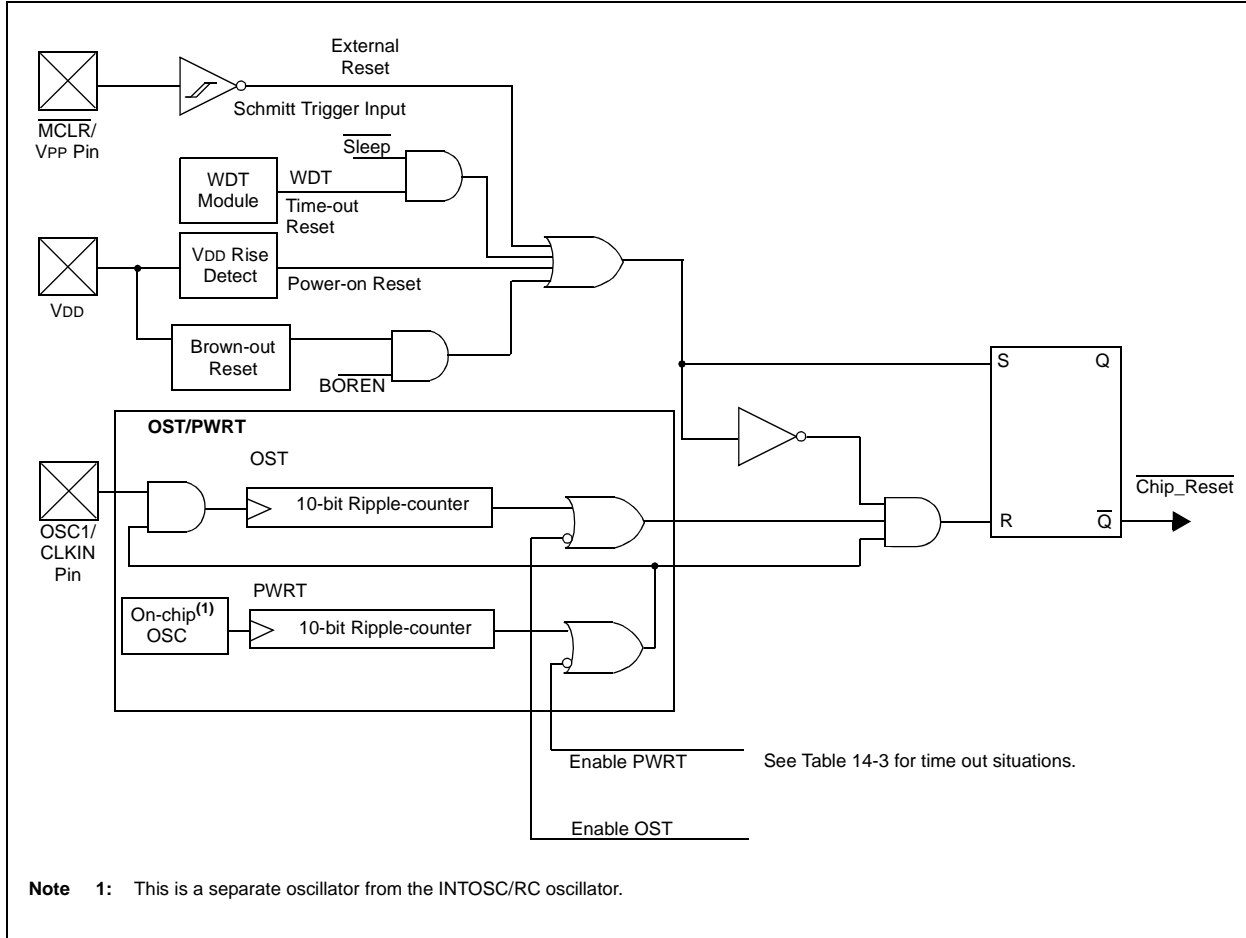 External
Reset
Schmitt Trigger Input
MCLR/
VPP Pin
Sleep
WDT
Module
WDT
Time-out
Reset
VDD Rise
Detect
Power-on Reset
VDD
Brown-out
Reset
BOREN
S
Q
OST/PWRT
OST
10-bit Ripple-counter
Chip_Reset
R
Q
OSC1/
CLKIN
Pin
PWRT
On-chip(1)
OSC
10-bit Ripple-counter
Enable PWRT
See Table 14-3 for time out situations.
Enable OST
Note 1: This is a separate oscillator from the INTOSC/RC oscillator.